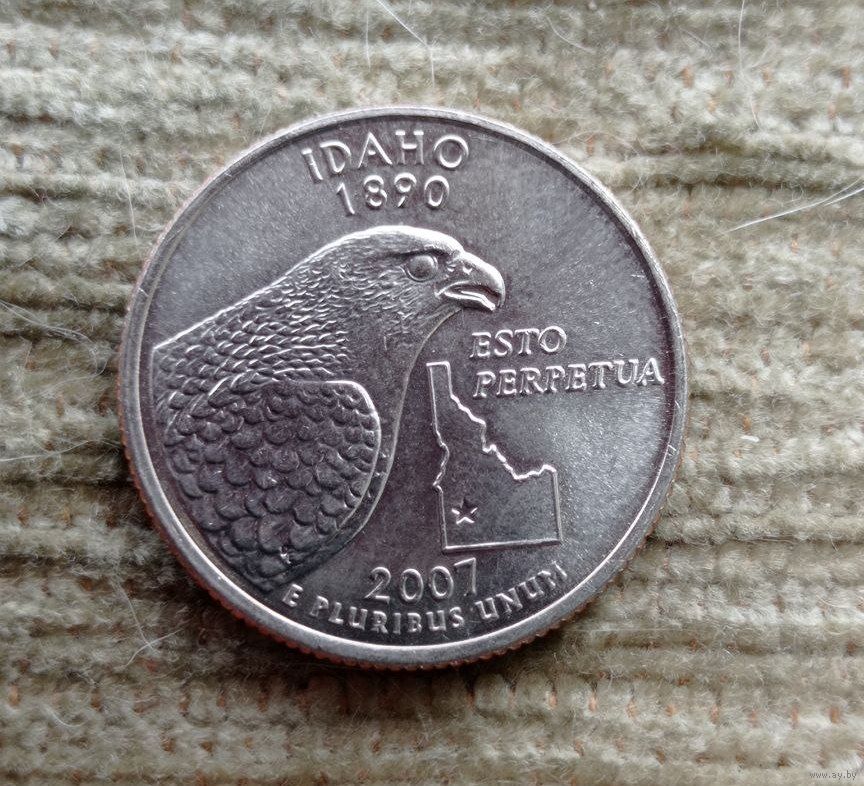 IDAHO
1890
ESTO
PERPETUA
2007
E PLURIBUS UNUM
www.ay.by